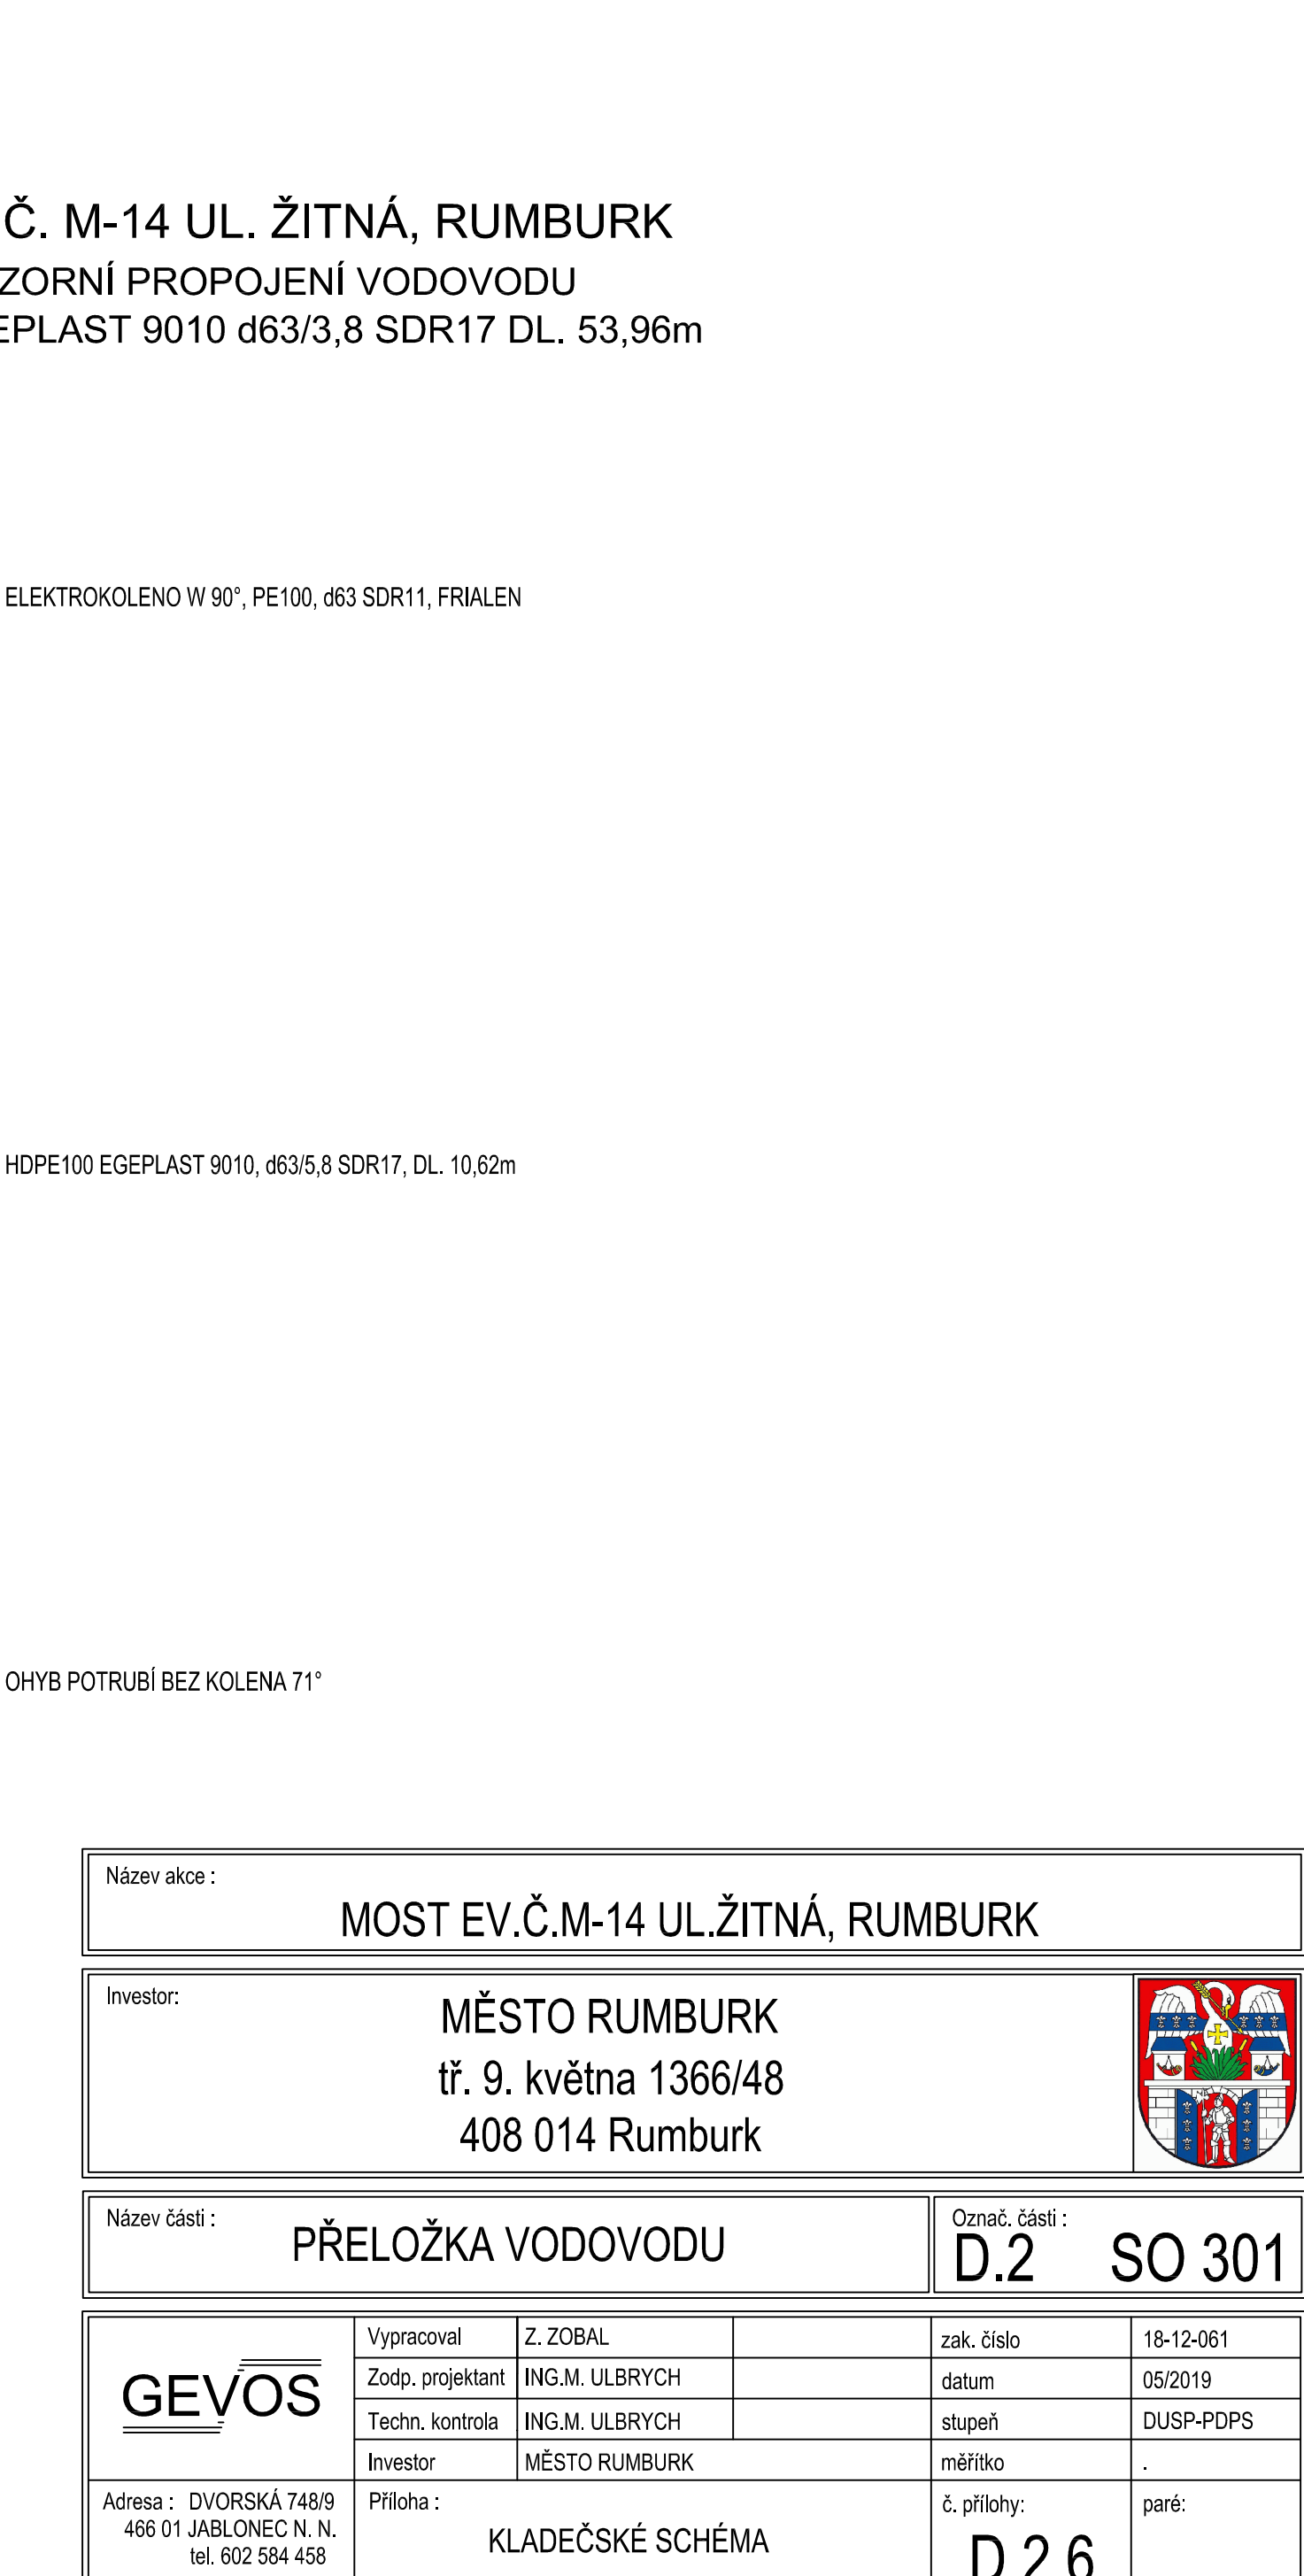 Č. M-14 UL. ŽITNÁ, RUMBURK
ZORNÍ PROPOJENÍ VODOVODU
EPLAST 9010 d63/3,8 SDR17 DL. 53,96m
ELEKTROKOLENO W 90°, PE100, d63 SDR11, FRIALEN
HDPE100 EGEPLAST 9010, d63/5,8 SDR17, DL. 10,62m
OHYB POTRUBÍ BEZ KOLENA 71°
Název akce :
MOST EV.Č.M-14 UL.ŽITNÁ, RUMBURK
Investor:
MĚSTO RUMBURK
tř. 9. května 1366/48
408 014 Rumburk
Název části :
PŘELOŽKA VODOVODU
Označ. části :
D.2 SO 301
GEVOS
Vypracoval Z. ZOBAL zak. číslo 18-12-061
Zodp. projektant ING.M. ULBRYCH datum 05/2019
Techn. kontrola ING.M. ULBRYCH stupeň DUSP-PDPS
Investor MĚSTO RUMBURK měřítko .
Adresa : DVORSKÁ 748/9
466 01 JABLONEC N. N.
tel. 602 584 458
Příloha :
KLADEČSKÉ SCHÉMA
č. přílohy:
D 2 6
paré: